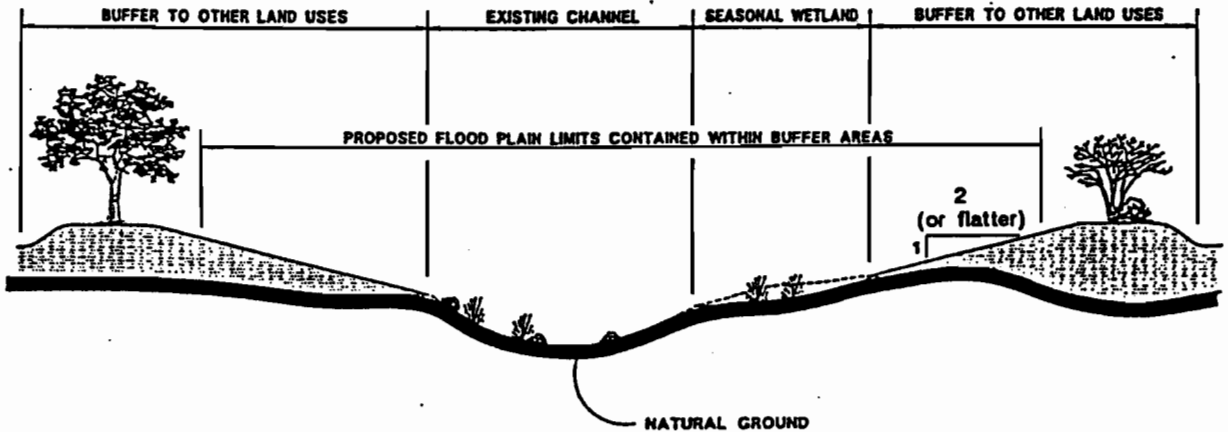 BUFFER TO OTHER LAND USES
EXISTING CHANNEL
SEASONAL WETLAND
BUFFER TO OTHER LAND USES
PROPOSED FLOOD PLAIN LIMITS CONTAINED WITHIN BUFFER AREAS
2
(or flatter)
1
NATURAL GROUND